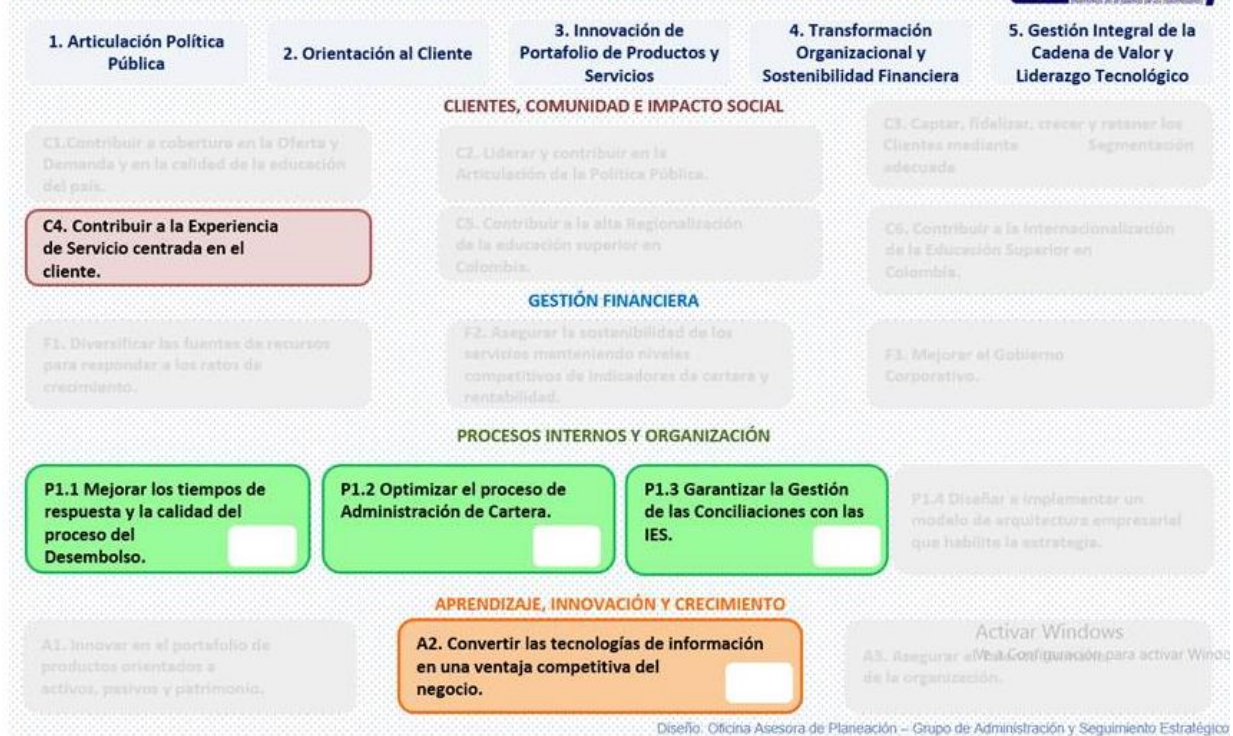 1. Articulación Política
Pública
2. Orientación al Cliente
3. Innovación de
Portafolio de Productos y
Servicios
4. Transformación
Organizacional y
Sostenibilidad Financiera
5. Gestión Integral de la
Cadena de Valor y
Liderazgo Tecnológico
CLIENTES, COMUNIDAD E IMPACTO SOCIAL
C1.Contribuir a cobertura en la Oferta y
Demanda y en la calidad de la educación
del país.
C2. Liderar y contribuir en la
Articulación de la Política Pública.
C3. Captar, fidelizar, crecer y retener los
Clientes mediante Segmentación
adecuada
C4. Contribuir a la Experiencia
de Servicio centrada en el
cliente.
C5. Contribuir a la alta Regionalización
de la educación superior en
Colombia.
C6. Contribuir a la Internacionalización
de la Educación Superior en
Colombia.
GESTIÓN FINANCIERA
F1. Diversificar las fuentes de recursos
para responder a los retos de
crecimiento.
F2. Asegurar la sostenibilidad de los
servicios manteniendo niveles
competitivos de Indicadores de cartera y
rentabilidad.
F3. Mejorar el Gobierno
Corporativo.
PROCESOS INTERNOS Y ORGANIZACIÓN
P1.1 Mejorar los tiempos de
respuesta y la calidad del
proceso del
Desembolso.
P1.2 Optimizar el proceso de
Administración de Cartera.
P1.3 Garantizar la Gestión
de las Conciliaciones con las
IES.
P1.4 Diseñar e implementar un
modelo de arquitectura empresarial
que habilite la estrategia.
APRENDIZAJE, INNOVACIÓN Y CRECIMIENTO
A1. Innovar en el portafolio de
productos orientados a
activos, pasivos y patrimonio.
A2. Convertir las tecnologías de información
en una ventaja competitiva del
negocio.
Activar Windows
Ve a Configuración para activar Windo
A3. Asegurar el
de la organización.
Diseño: Oficina Asesora de Planeación – Grupo de Administración y Seguimiento Estratégico